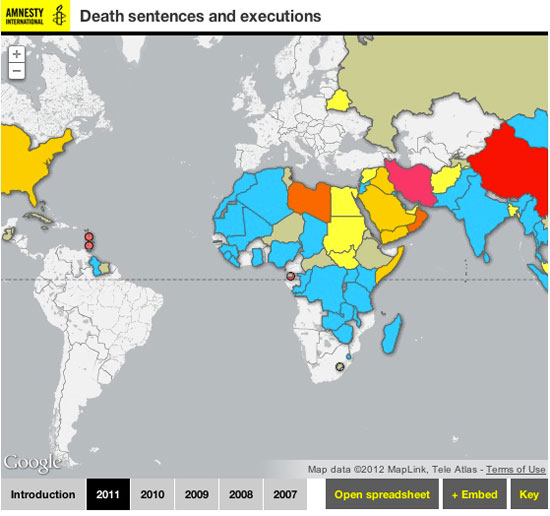 AMNESTY
INTERNATIONAL
Death sentences and executions
+
−
Google
Map data ©2012 MapLink, Tele Atlas - Terms of Use
Introduction 2011 2010 2009 2008 2007 Open spreadsheet + Embed Key